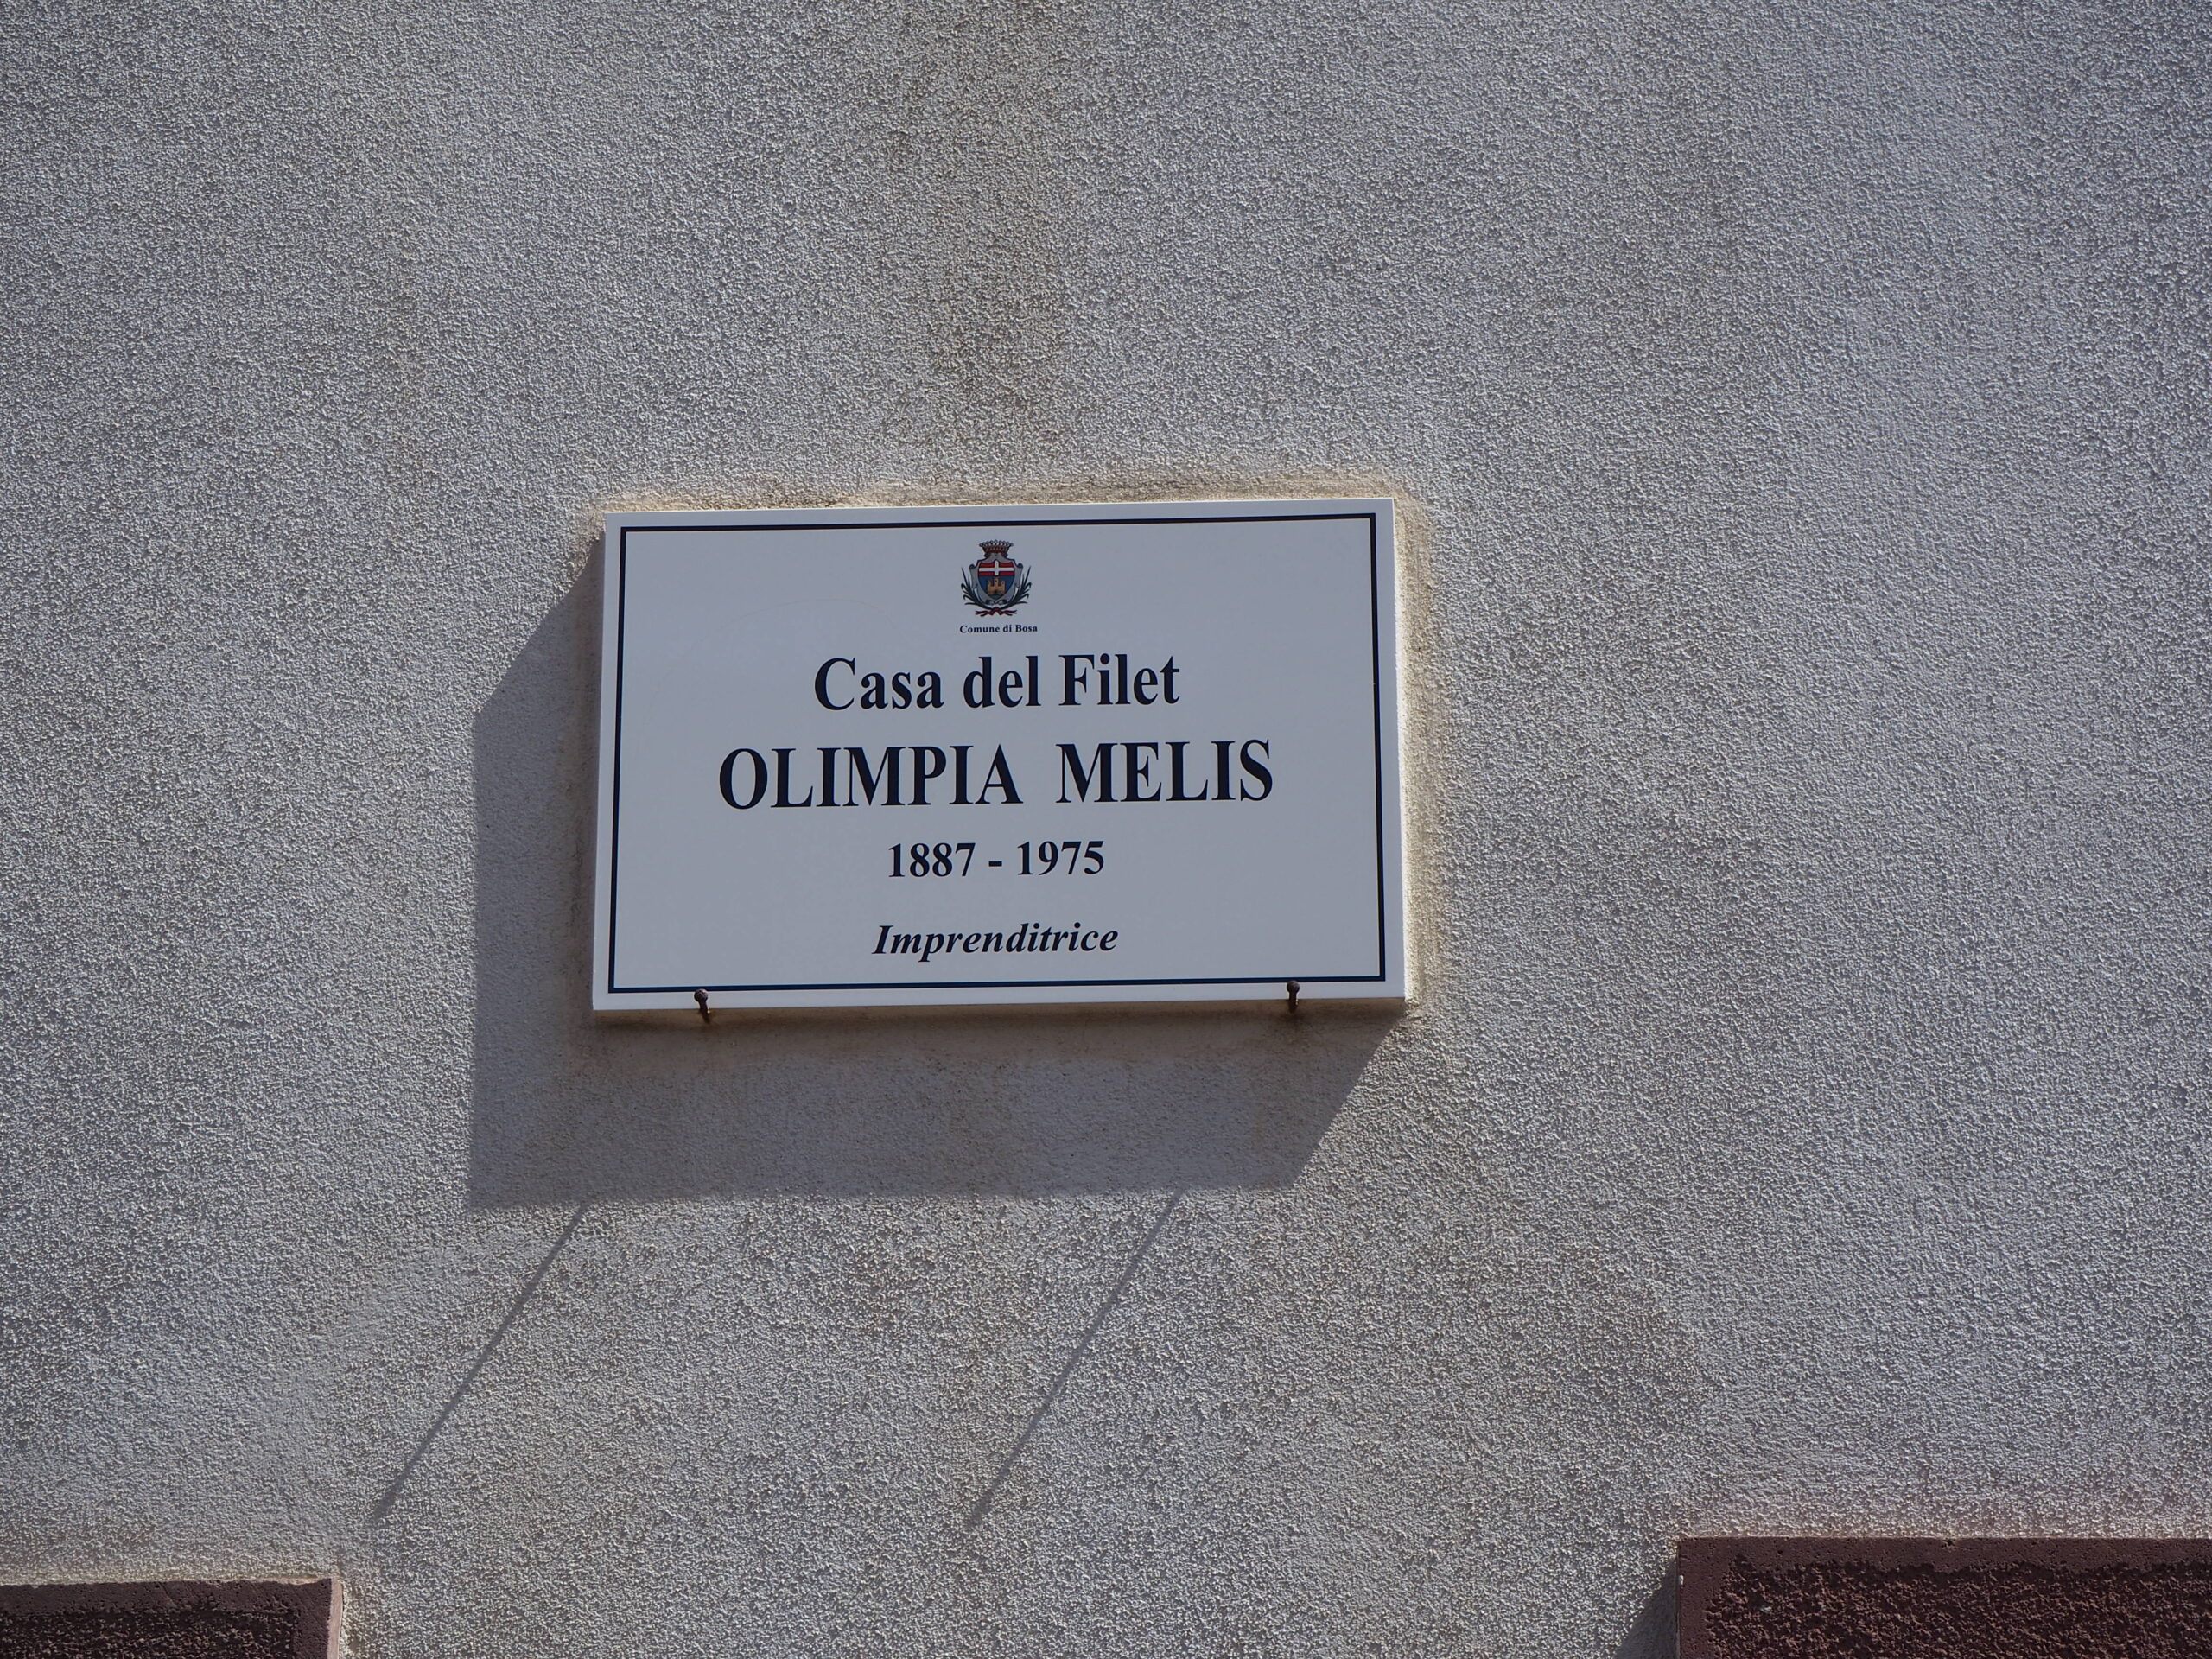 Comune di Bosa
Casa del Filet
OLIMPIA MELIS
1887 - 1975
Imprenditrice